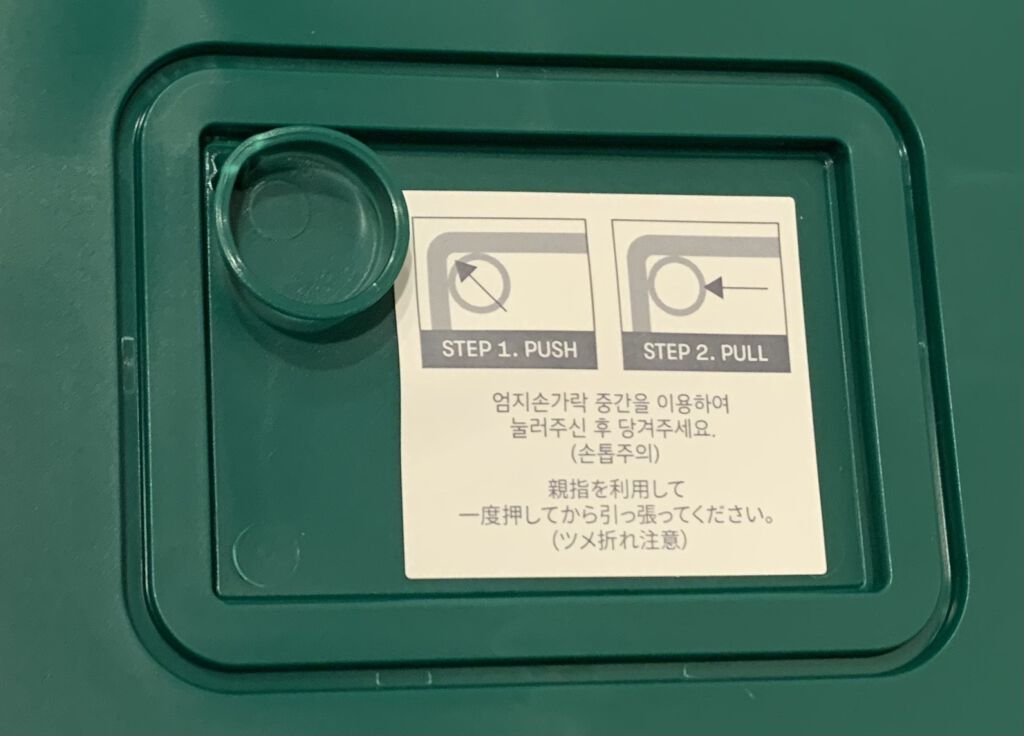 STEP 1. PUSH
STEP 2. PULL
엄지손가락 중간을 이용하여
눌러주신 후 당겨주세요.
(손톱주의)
親指を利用して
一度押してから引っ張ってください。
(ツメ折れ注意)